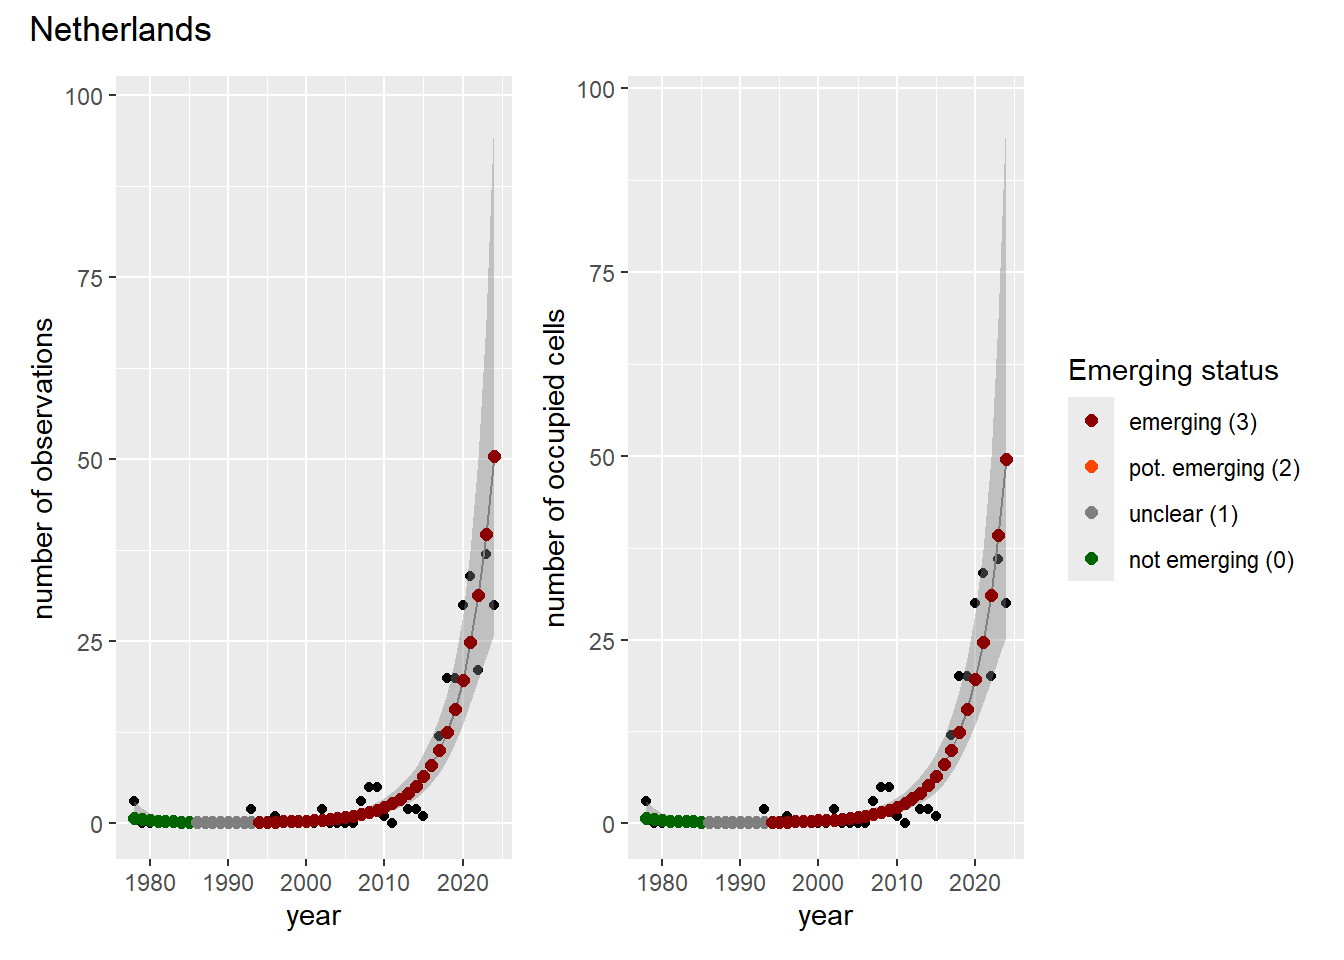 Netherlands
number of observations
100
75
50
25
0
1980 1990 2000 2010 2020
year
number of occupied cells
100
75
50
25
0
1980 1990 2000 2010 2020
year
Emerging status
emerging (3)
pot. emerging (2)
unclear (1)
not emerging (0)